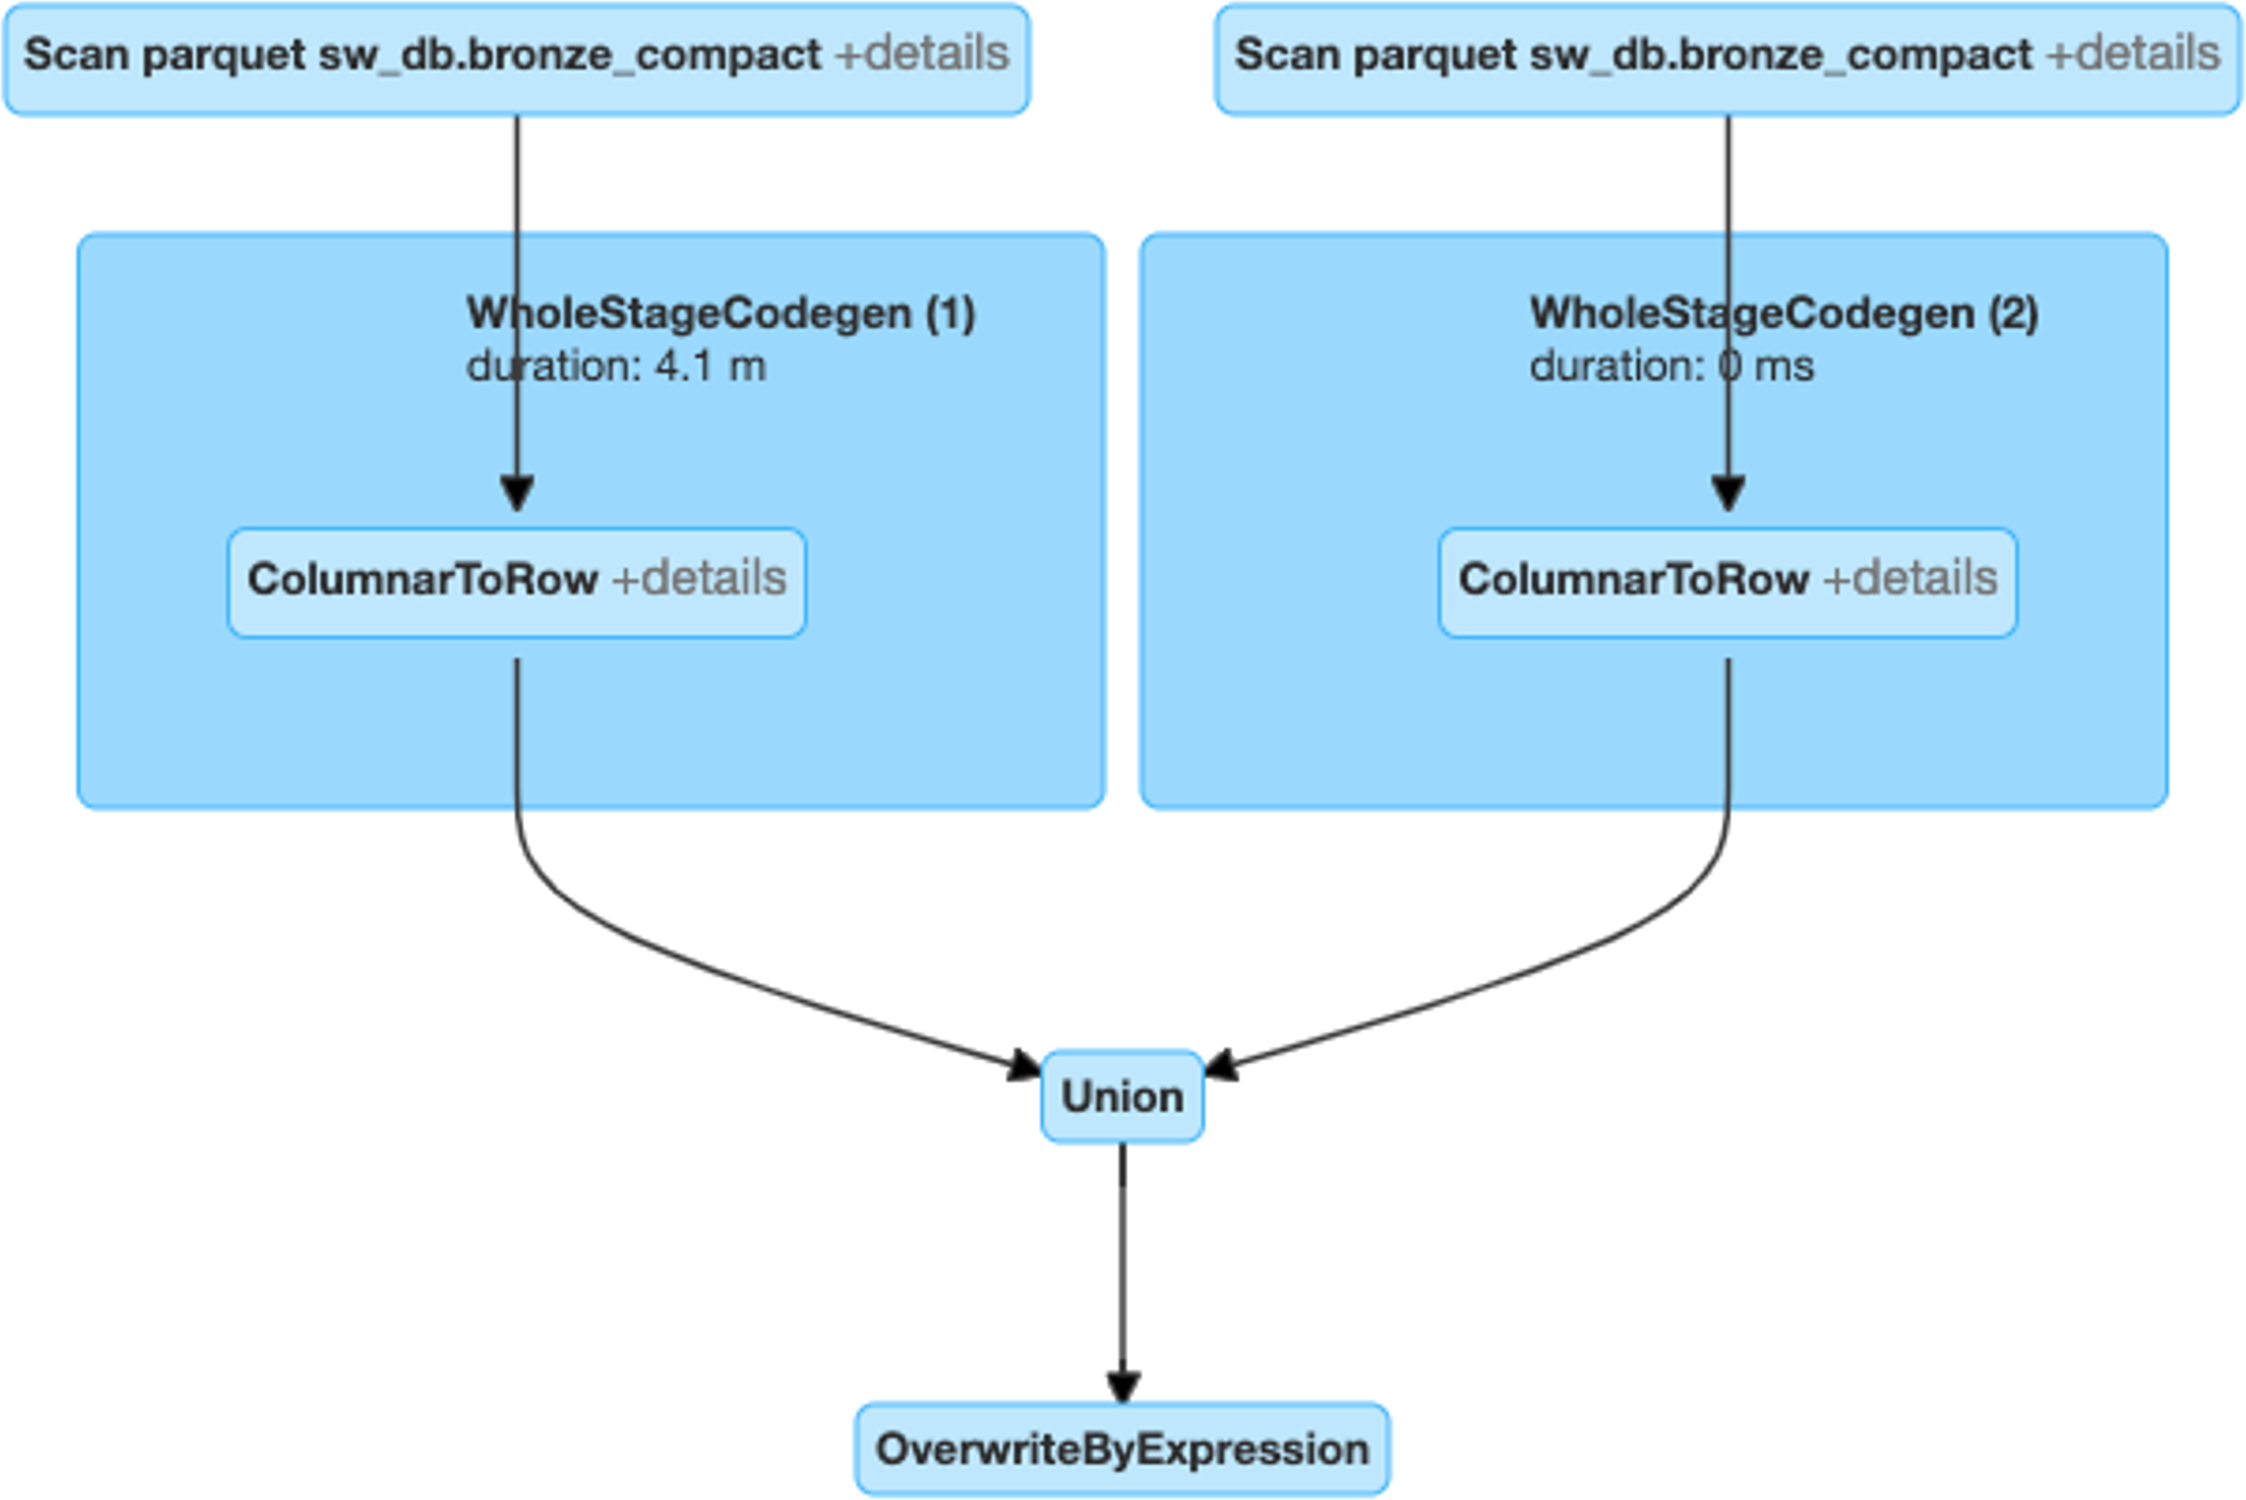 Scan parquet sw_db.bronze_compact +details
Scan parquet sw_db.bronze_compact +details
WholeStageCodegen (1)
duration: 4.1 m
WholeStageCodegen (2)
duration: 0 ms
ColumnarToRow +details
ColumnarToRow +details
Union
OverwriteByExpression